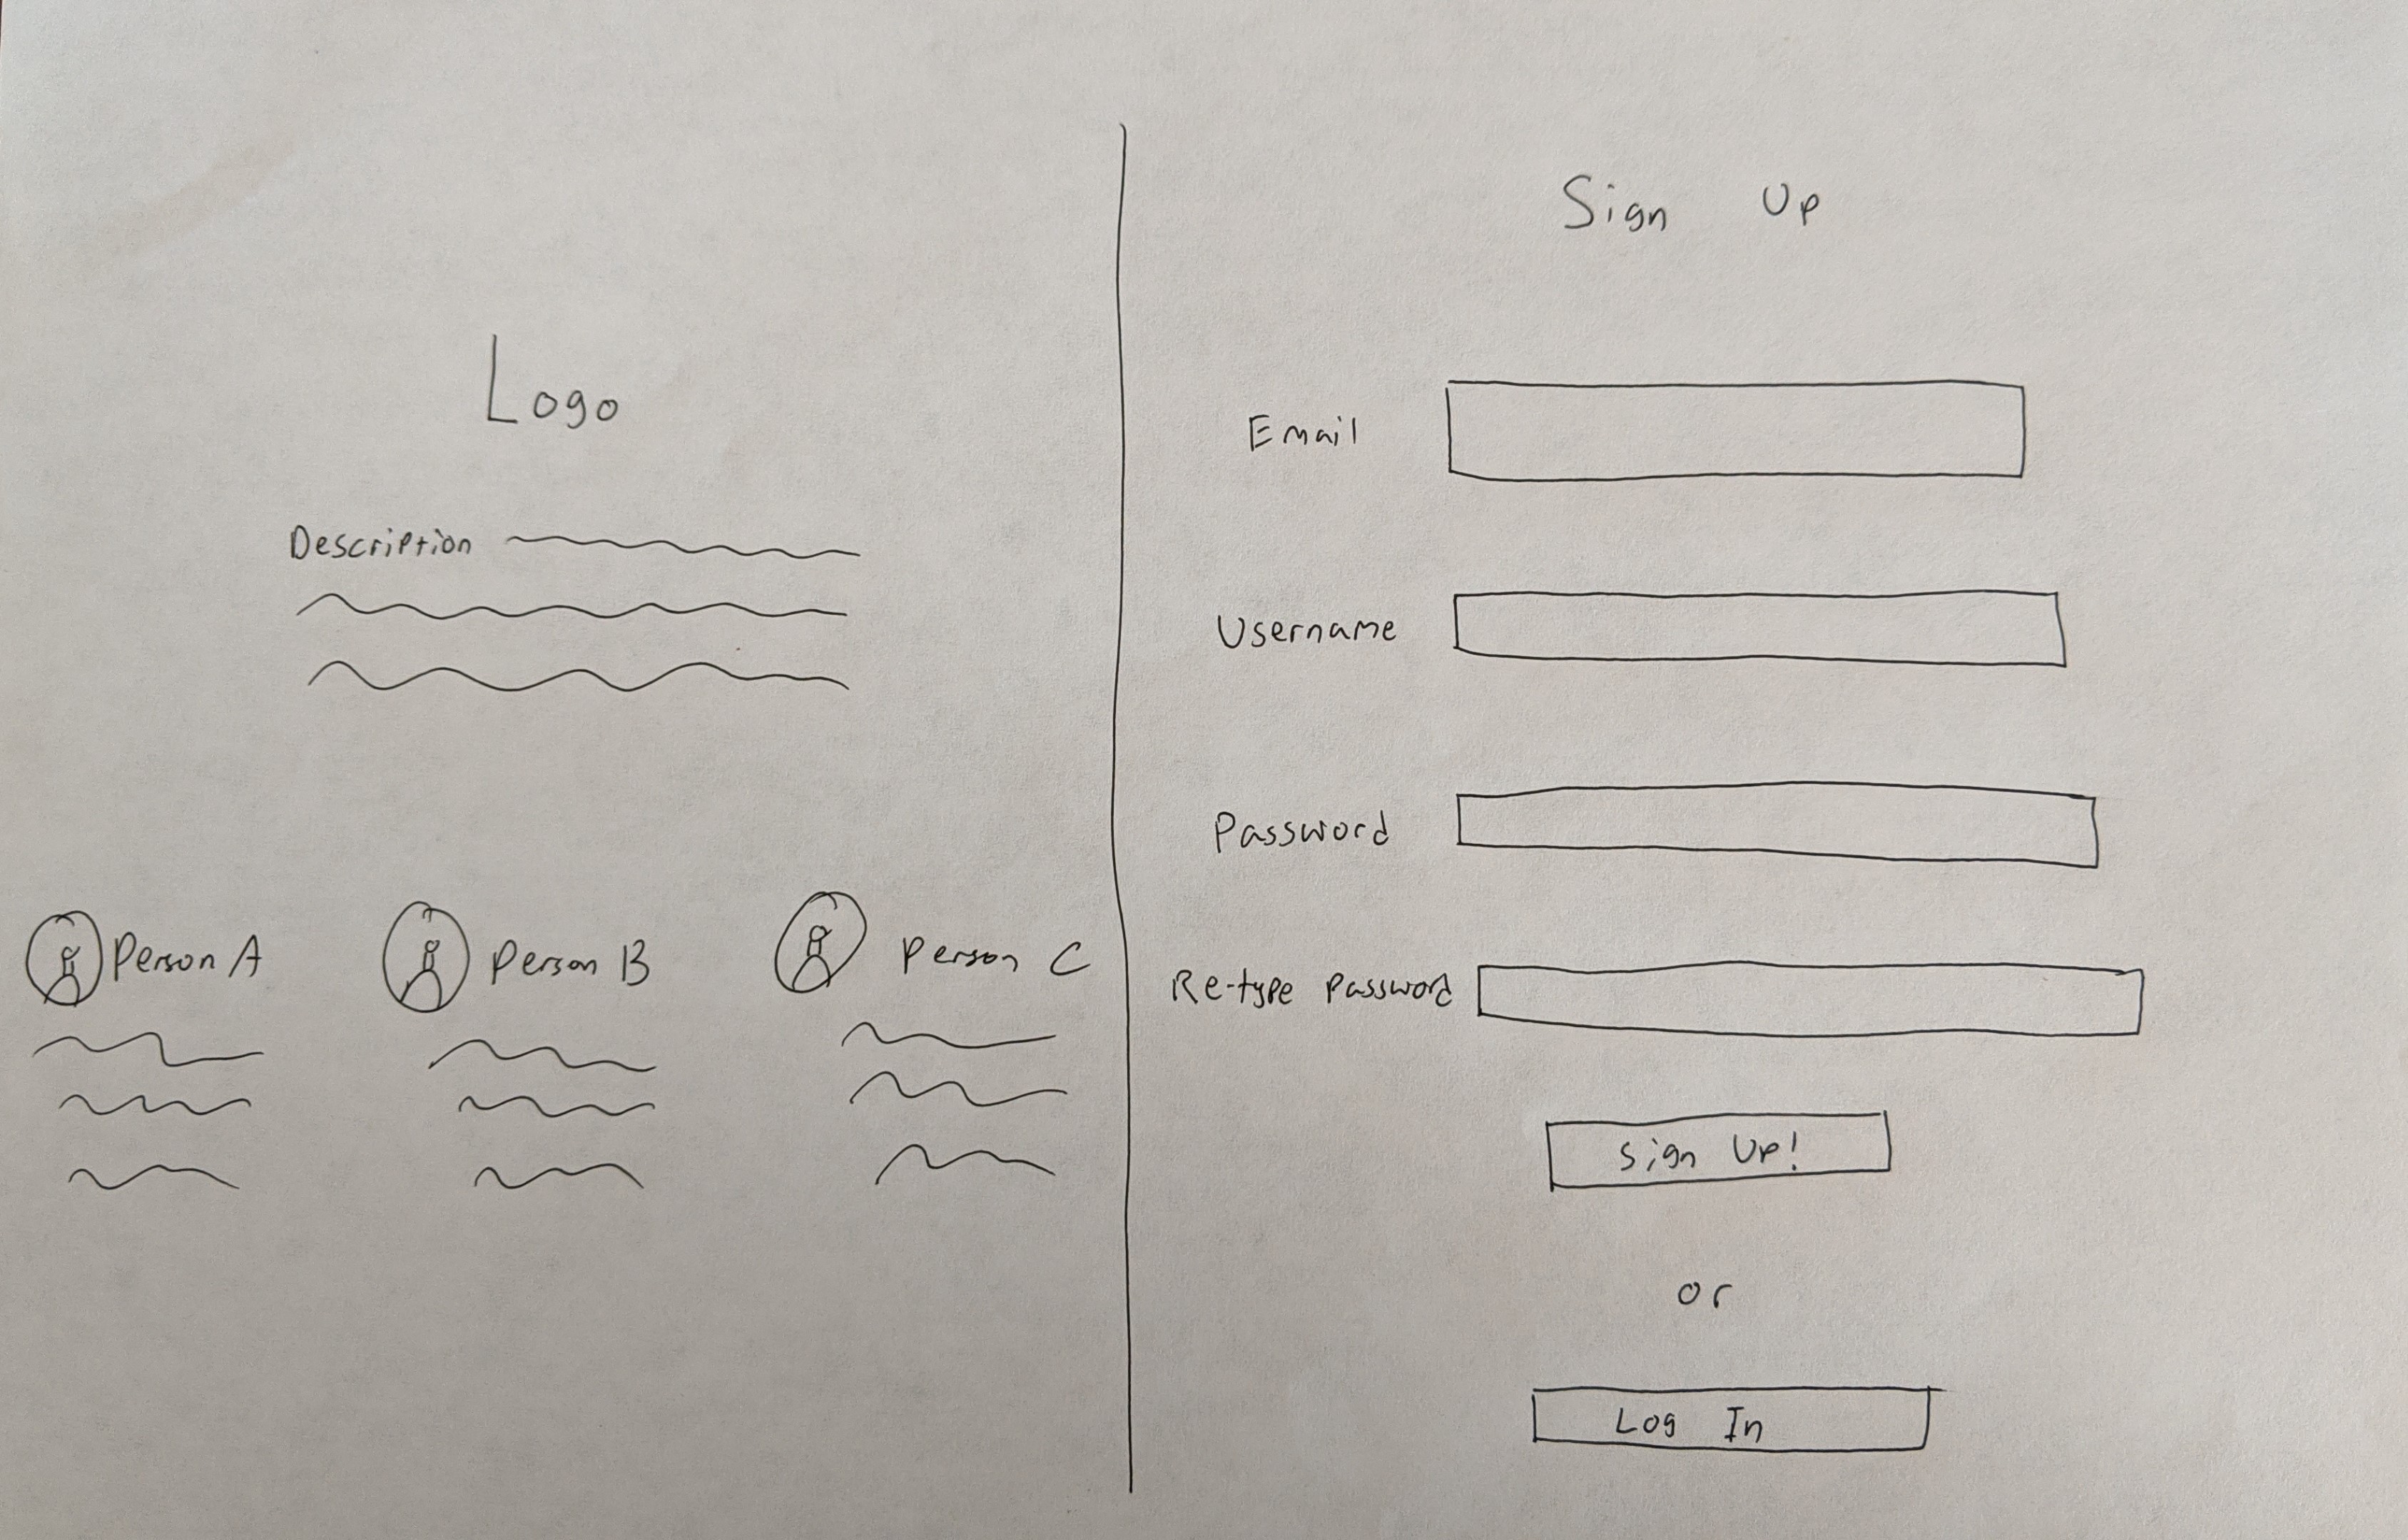 Logo
Description
Person A
Person B
Person C
Sign Up
Email
Username
Password
Re-type Password
Sign Up!
or
Log In